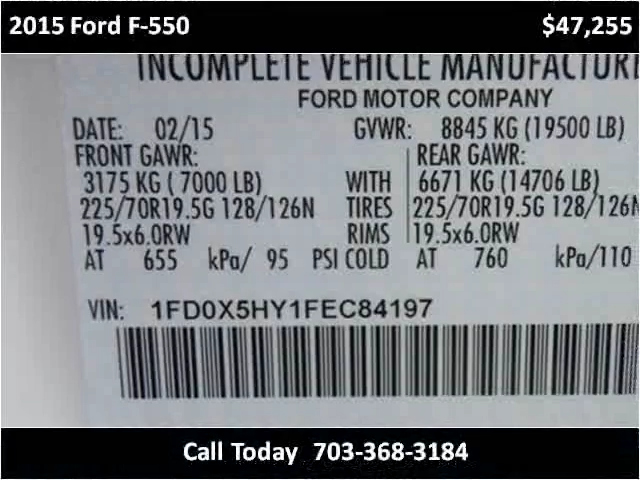 2015 Ford F-550 $47,255
INCOMPLETE VEHICLE MANUFACTURE
FORD MOTOR COMPANY
DATE: 02/15 GVWR: 8845 KG (19500 LB)
FRONT GAWR: REAR GAWR:
3175 KG ( 7000 LB) WITH 6671 KG (14706 LB)
225/70R19.5G 128/126N TIRES 225/70R19.5G 128/126N
19.5x6.0RW RIMS 19.5x6.0RW
AT 655 kPa/ 95 PSI COLD AT 760 kPa/110
VIN: 1FD0X5HY1FEC84197
Call Today 703-368-3184